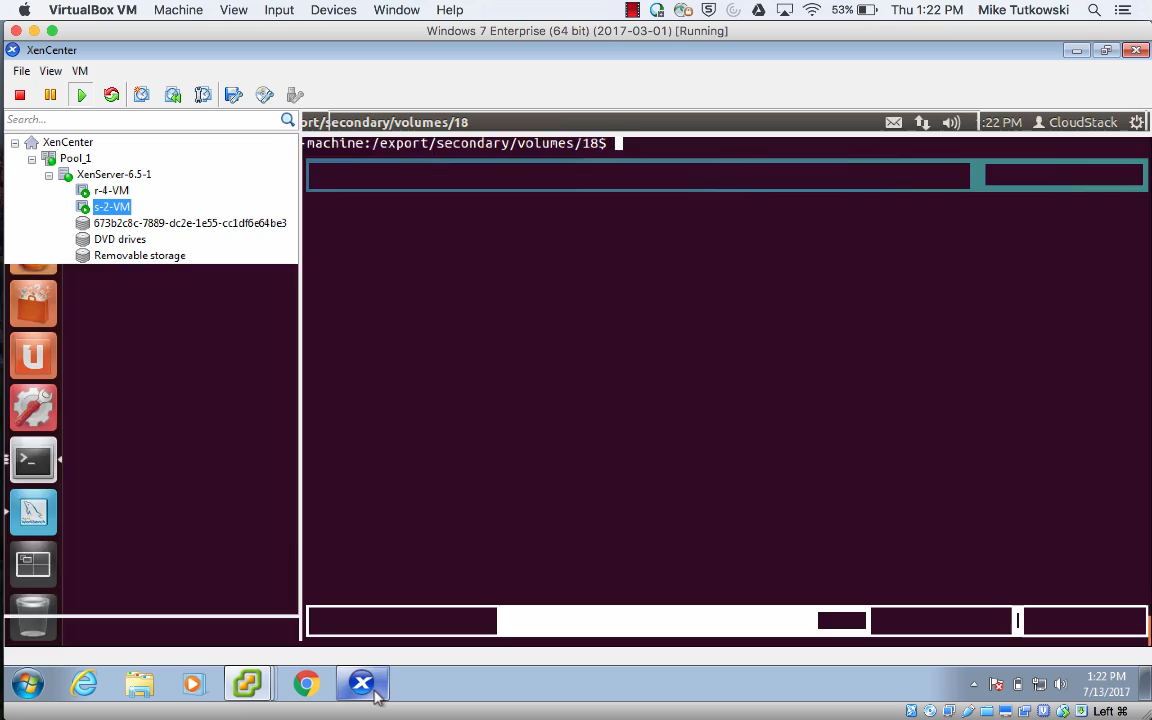 VirtualBox VM Machine View Input Devices Window Help 53% Thu 1:22 PM Mike Tutkowski
Windows 7 Enterprise (64 bit) (2017-03-01) [Running]
XenCenter
File View VM
Search...
ort/secondary/volumes/18 :22 PM CloudStack
-machine:/export/secondary/volumes/18$
XenCenter
Pool_1
XenServer-6.5-1
r-4-VM
s-2-VM
673b2c8c-7889-dc2e-1e55-cc1df6e64be3
DVD drives
Removable storage
1:22 PM
7/13/2017
Left ⌘